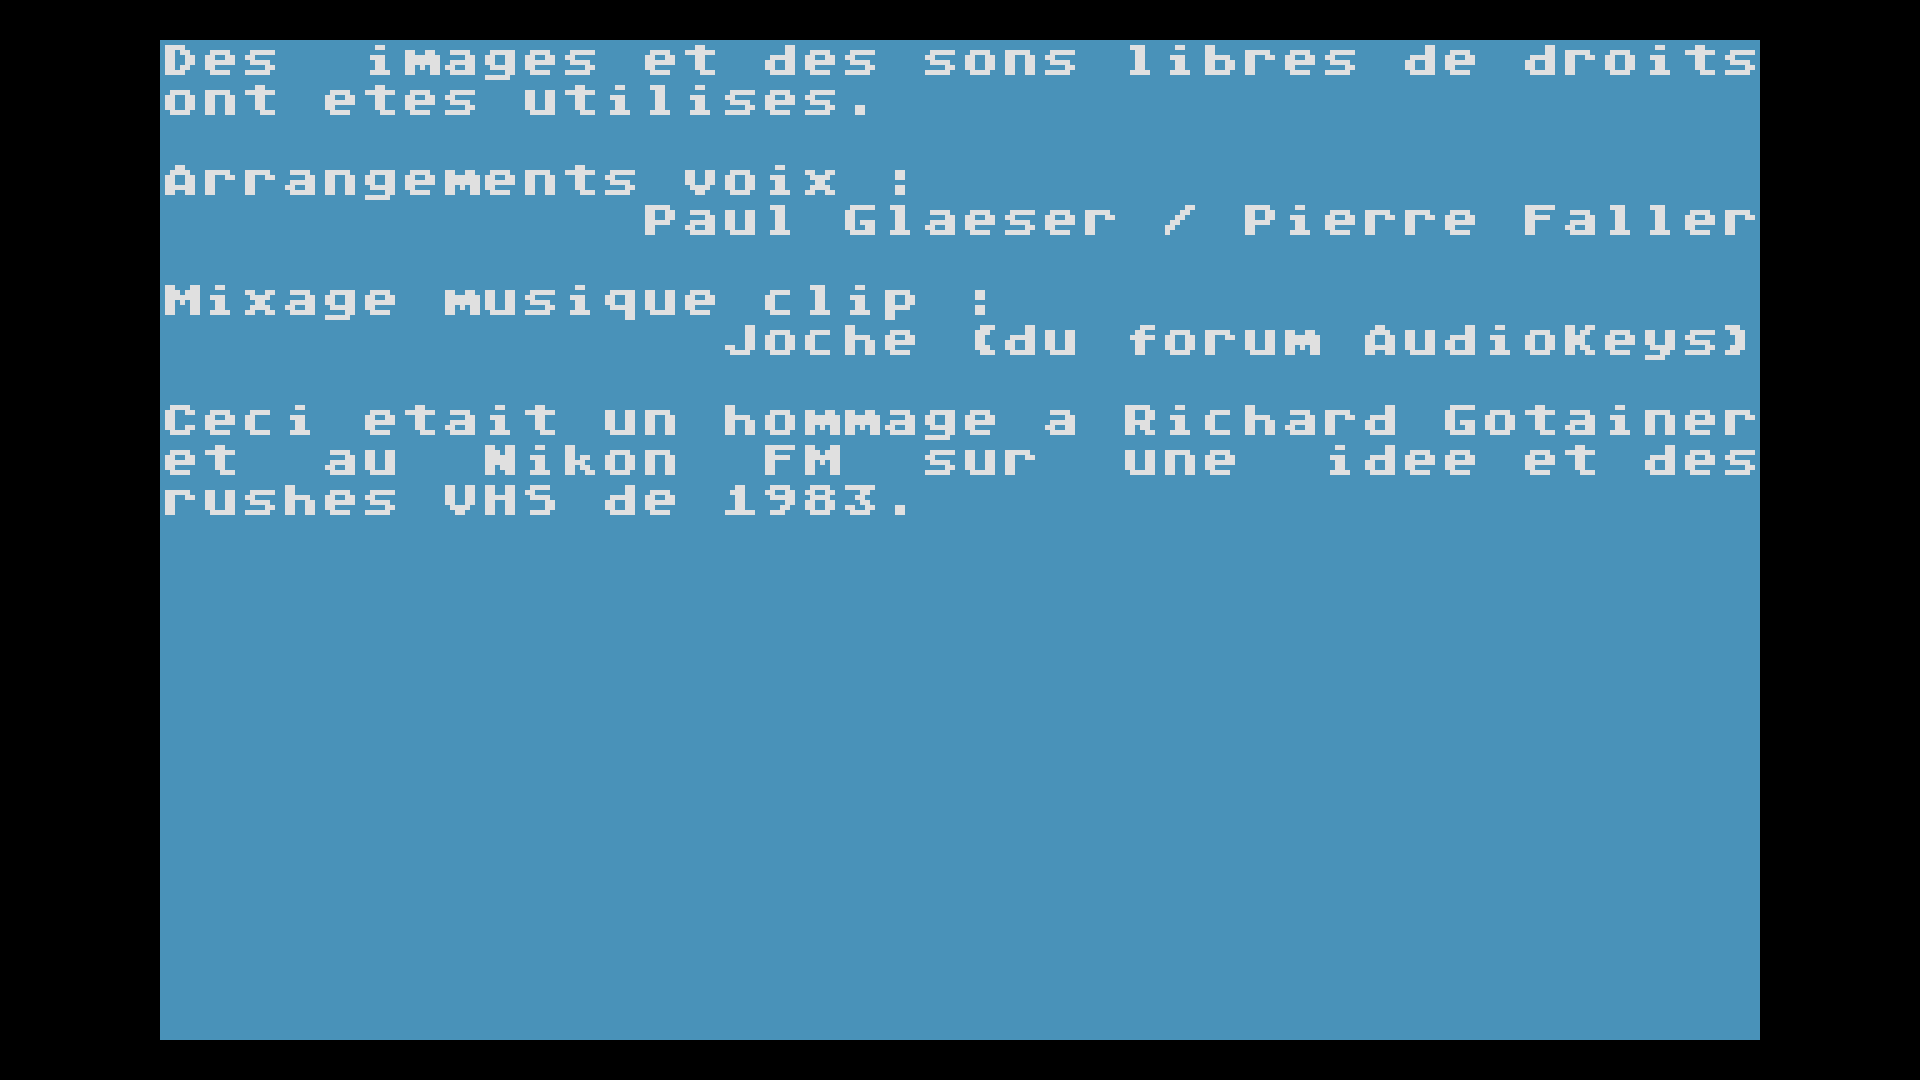 Des images et des sons libres de droits
ont etes utilises.
Arrangements voix :
Paul Glaeser / Pierre Faller
Mixage musique clip :
Joche (du forum AudioKeys)
Ceci etait un hommage a Richard Gotainer
et au Nikon FM sur une idee et des
rushes VHS de 1983.